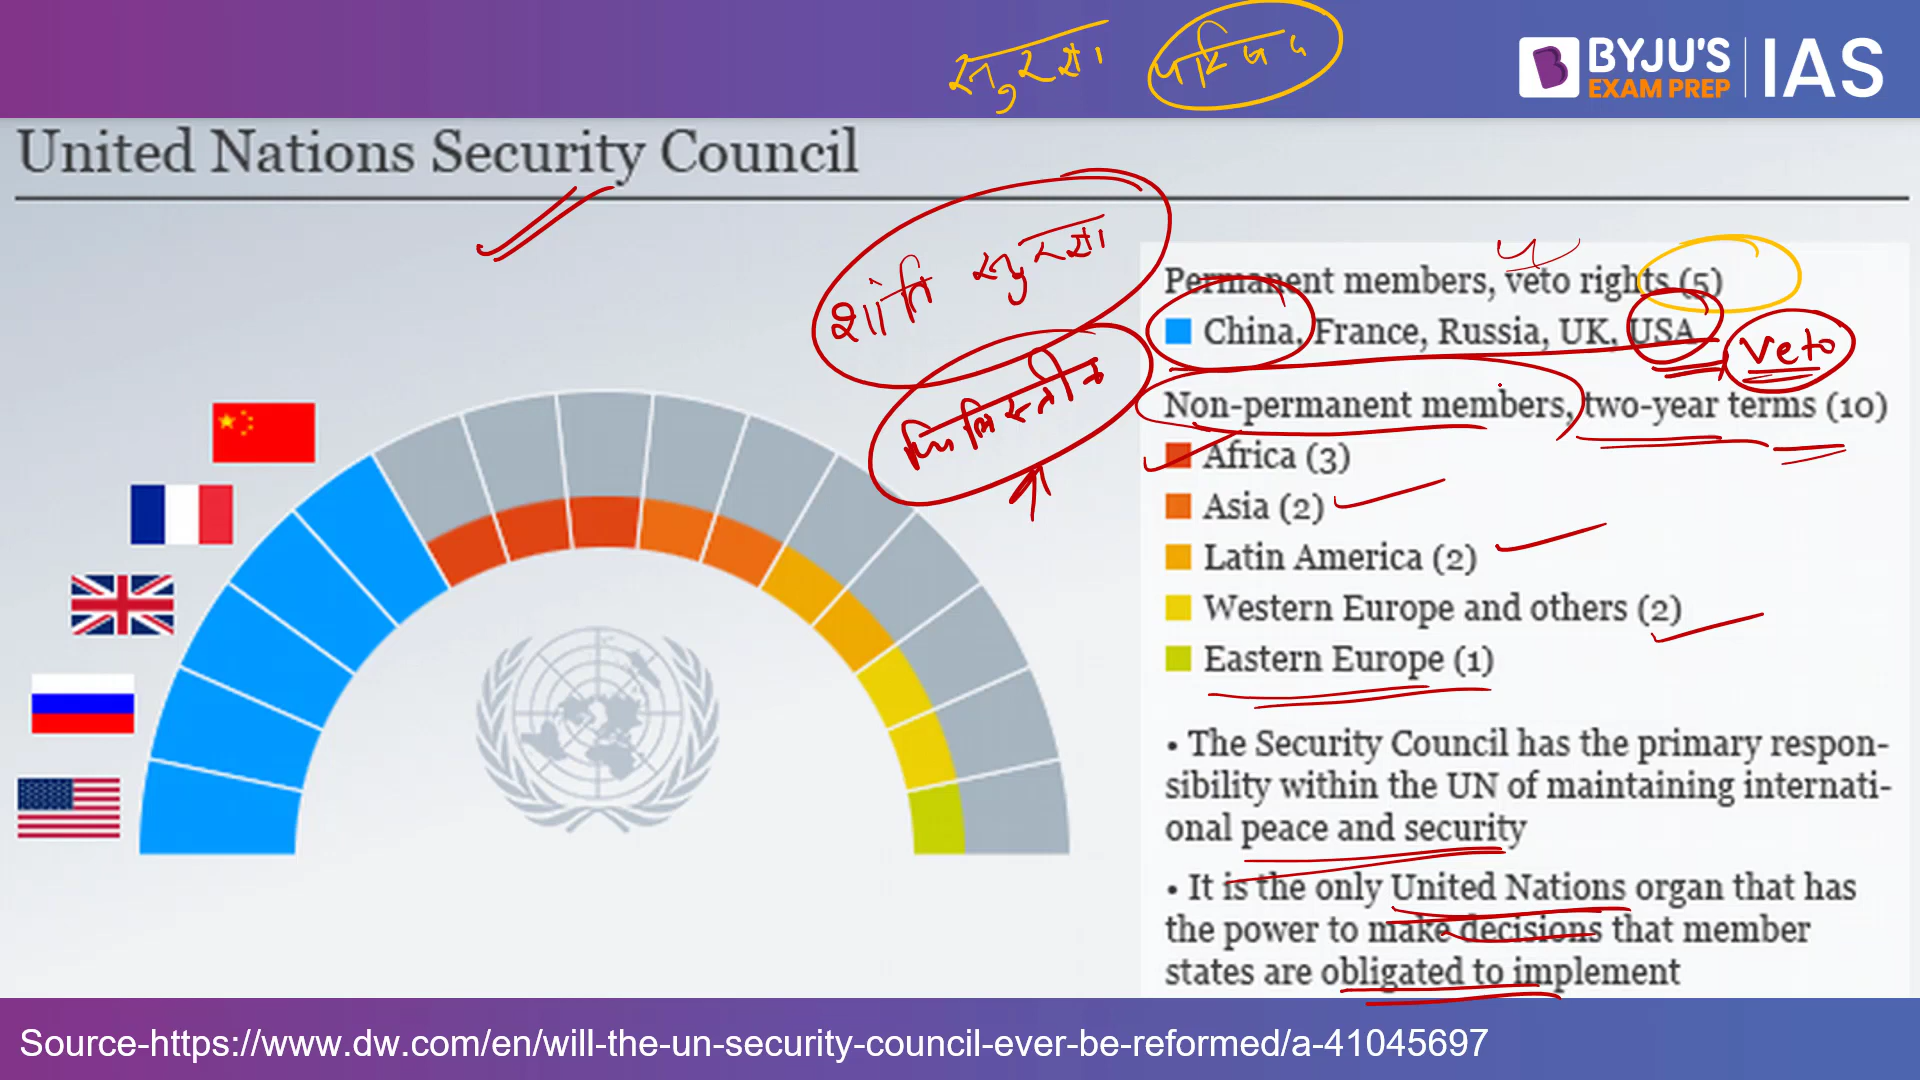 सुरक्षा परिषद
BYJU'S
EXAM PREP
IAS
United Nations Security Council
शांति सुरक्षा
Permanent members, veto rights (5)
China, France, Russia, UK, USA
Veto
Non-permanent members, two-year terms (10)
Africa (3)
Asia (2)
Latin America (2)
Western Europe and others (2)
Eastern Europe (1)
• The Security Council has the primary respon-
sibility within the UN of maintaining internati-
onal peace and security
• It is the only United Nations organ that has
the power to make decisions that member
states are obligated to implement
Source-https://www.dw.com/en/will-the-un-security-council-ever-be-reformed/a-41045697